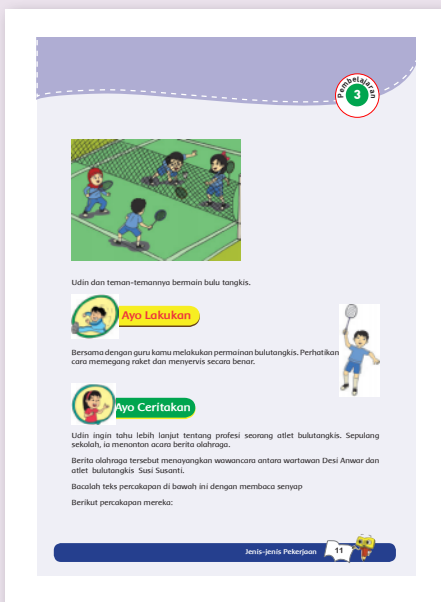 Pembelajaran
3
Udin dan teman-temannya bermain bulu tangkis.
Ayo Lakukan
Bersama dengan guru kamu melakukan permainan bulutangkis. Perhatikan
cara memegang raket dan menyervis secara benar.
Ayo Ceritakan
Udin ingin tahu lebih lanjut tentang profesi seorang atlet bulutangkis. Sepulang
sekolah, ia menonton acara berita olahraga.
Berita olahraga tersebut menayangkan wawancara antara wartawan Desi Anwar dan
atlet bulutangkis Susi Susanti.
Bacalah teks percakapan di bawah ini dengan membaca senyap
Berikut percakapan mereka:
Jenis-jenis Pekerjaan
11